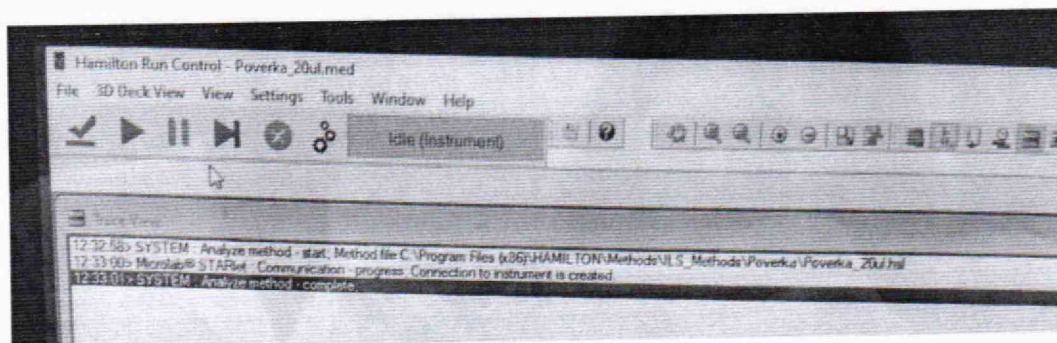 Hamilton Run Control - Poverka_20ul.med
File 3D Deck View View Settings Tools Window Help
Idle (Instrument)
Trace View
12:32:58> SYSTEM : Analyze method - start; Method file C:\Program Files (x86)\HAMILTON\Methods\ILS_Methods\Poverka\Poverka_20ul.hsl
12:33:00> Microlab® STARlet : Communication - progress; Connection to instrument is created.
12:33:01> SYSTEM : Analyze method - complete;